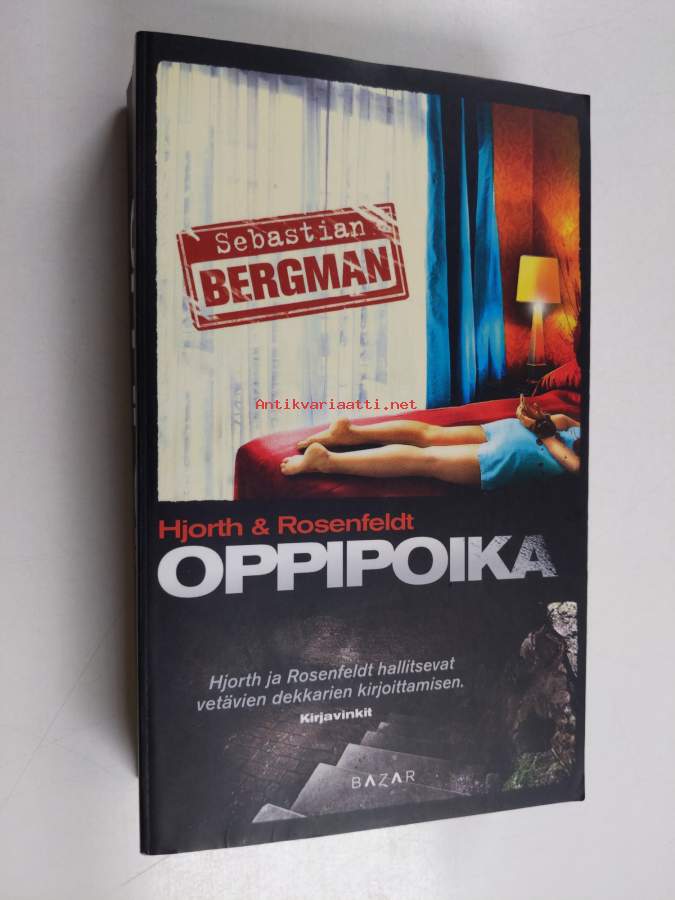 Sebastian
BERGMAN
Antikvariaatti.net
Hjorth & Rosenfeldt
OPPIPOIKA
Hjorth ja Rosenfeldt hallitsevat
vetävien dekkarien kirjoittamisen.
Kirjavinkit
BAZAR